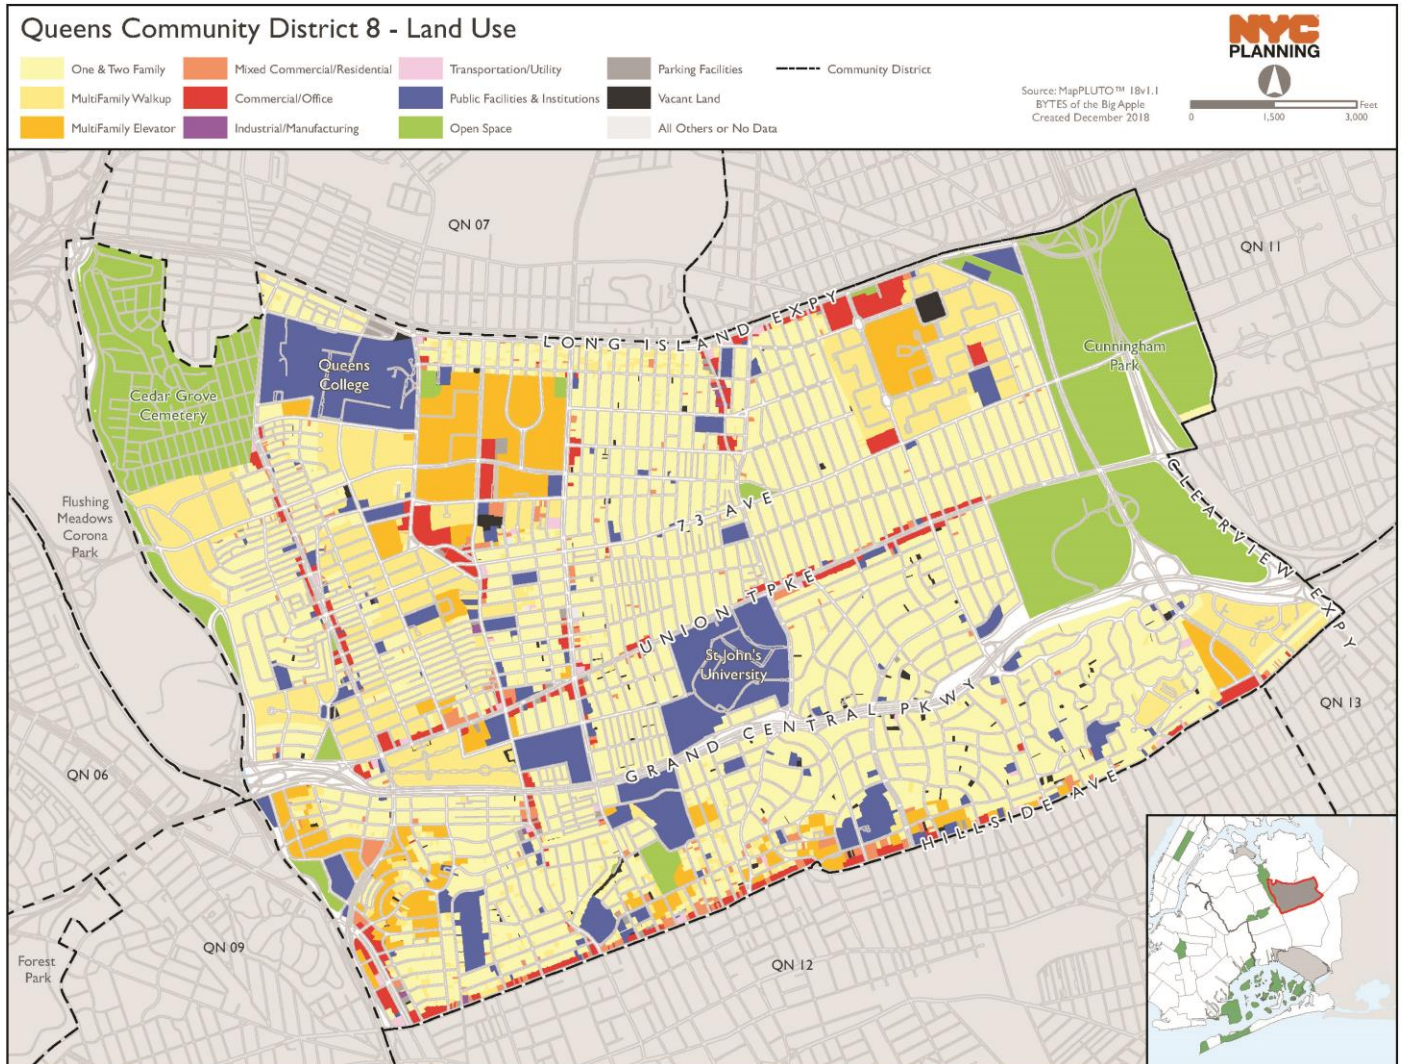 Queens Community District 8 - Land Use
One & Two Family
MultiFamily Walkup
MultiFamily Elevator
Mixed Commercial/Residential
Commercial/Office
Industrial/Manufacturing
Transportation/Utility
Public Facilities & Institutions
Open Space
Parking Facilities
Vacant Land
All Others or No Data
Community District
Source: MapPLUTO™ 18v1.1
BYTES of the Big Apple
Created December 2018
NYC
PLANNING
Feet
0 1,500 3,000
QN 07
QN 11
LONG ISLAND EXPY
Queens
College
Cunningham
Park
Cedar Grove
Cemetery
CLEARVIEW EXPY
Flushing
Meadows
Corona
Park
73 AVE
UNION TPKE
St John's
University
GRAND CENTRAL PKWY
QN 13
QN 06
HILLSIDE AVE
QN 09
QN 12
Forest
Park